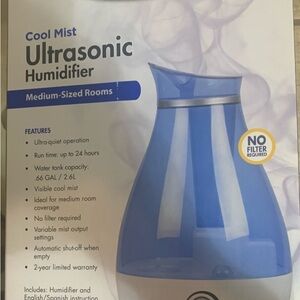 Cool Mist
Ultrasonic
Humidifier
Medium-Sized Rooms
FEATURES
• Ultra-quiet operation
• Run time: up to 24 hours
• Water tank capacity:
.66 GAL / 2.6L
• Visible cool mist
• Ideal for medium room
coverage
• No filter required
• Variable mist output
settings
• Automatic shut-off when
empty
• 2-year limited warranty
Includes: Humidifier and
English/Spanish instruction
NO
FILTER
REQUIRED